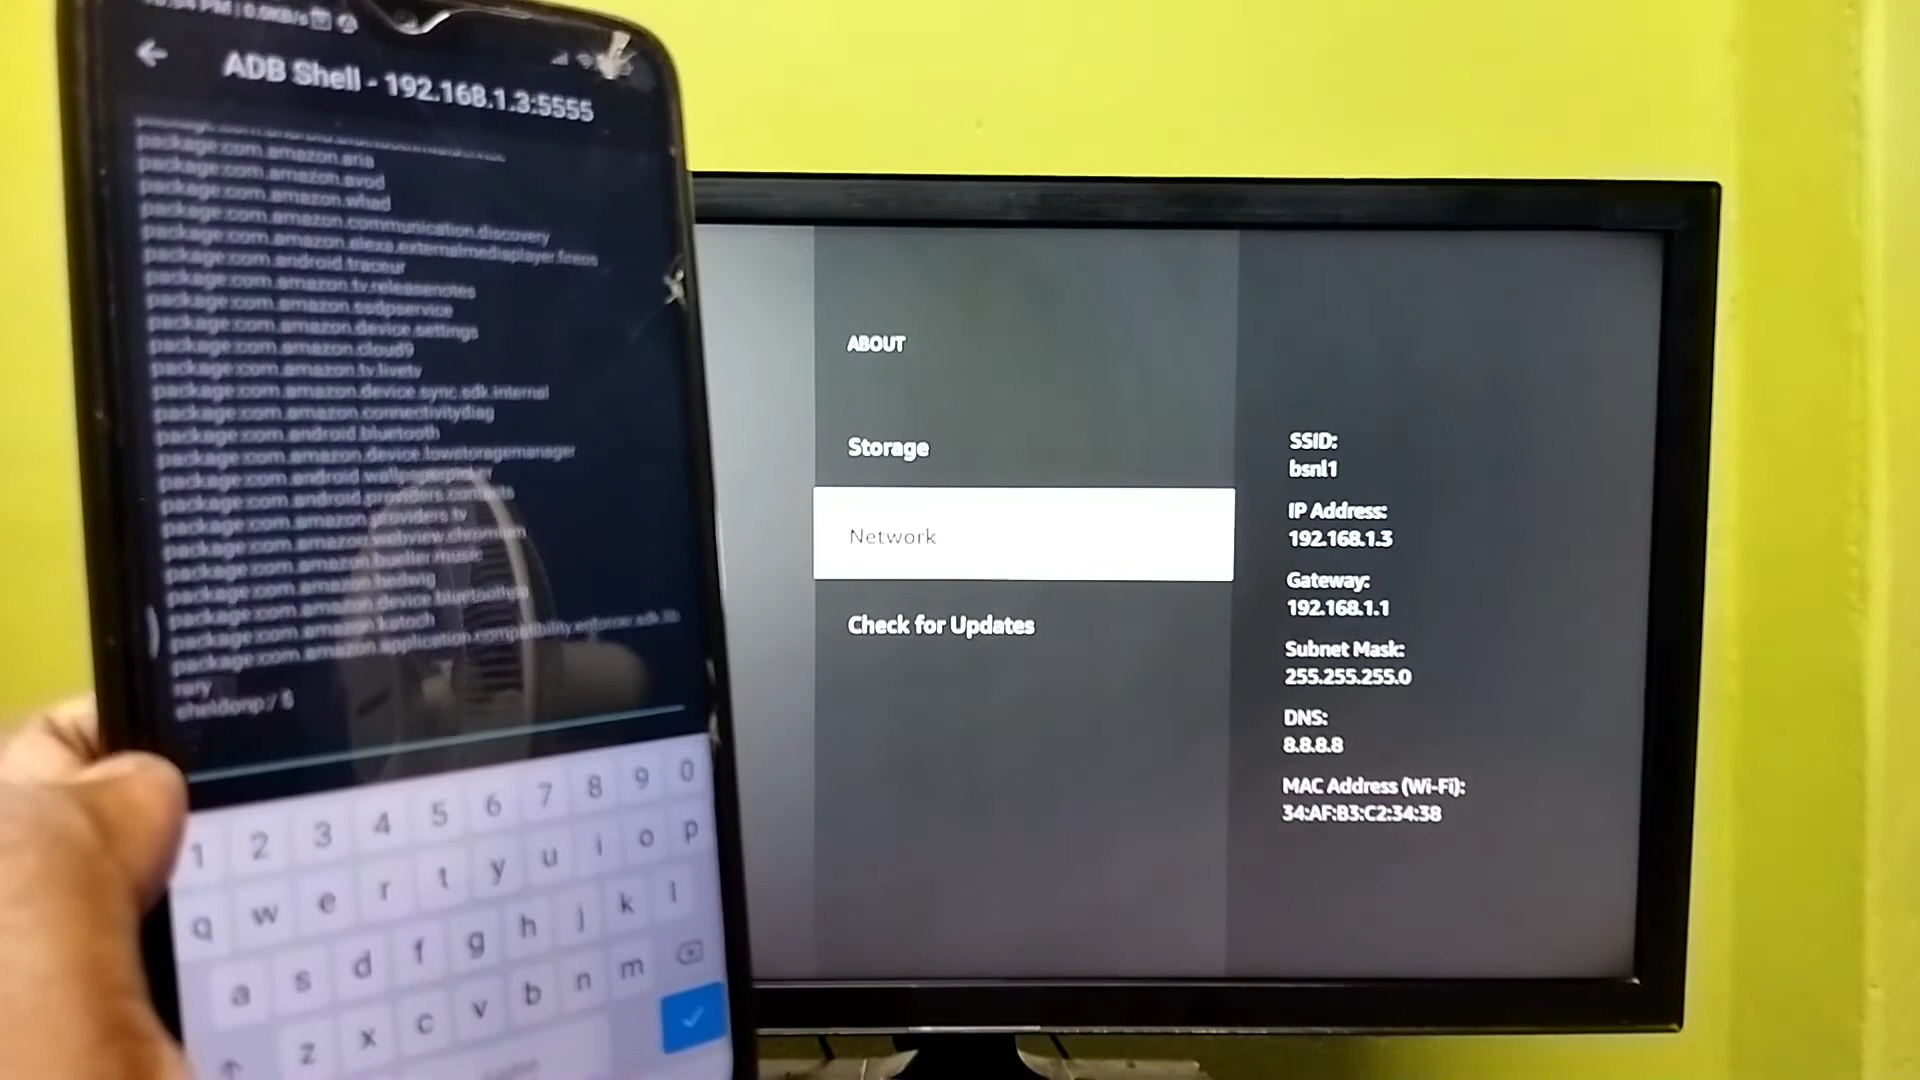 ADB Shell - 192.168.1.3:5555
package:com.amazon.aria
package:com.amazon.avod
package:com.amazon.whad
package:com.amazon.communication.discovery
package:com.amazon.alexa.externalmediaplayer.fireos
package:com.android.traceur
package:com.amazon.tv.releasenotes
package:com.amazon.ssdpservice
package:com.amazon.device.settings
package:com.amazon.cloud9
package:com.amazon.tv.livetv
package:com.amazon.device.sync.sdk.internal
package:com.amazon.connectivitydiag
package:com.android.bluetooth
package:com.amazon.device.lowstoragemanager
package:com.android.wallpaperpicker
package:com.android.providers.contacts
package:com.amazon.providers.tv
package:com.amazon.webview.chromium
package:com.amazon.bueller.music
package:com.amazon.hedwig
package:com.amazon.device.bluetoothdfu
package:com.amazon.katoch
package:com.amazon.application.compatibility.enforcer.sdk.lib
rary
sheldonp:/ $
1 2 3 4 5 6 7 8 9 0
q w e r t y u i o p
a s d f g h j k l
z x c v b n m
ABOUT
Storage
Network
Check for Updates
SSID:
bsnl1
IP Address:
192.168.1.3
Gateway:
192.168.1.1
Subnet Mask:
255.255.255.0
DNS:
8.8.8.8
MAC Address (Wi-Fi):
34:AF:B3:C2:34:38